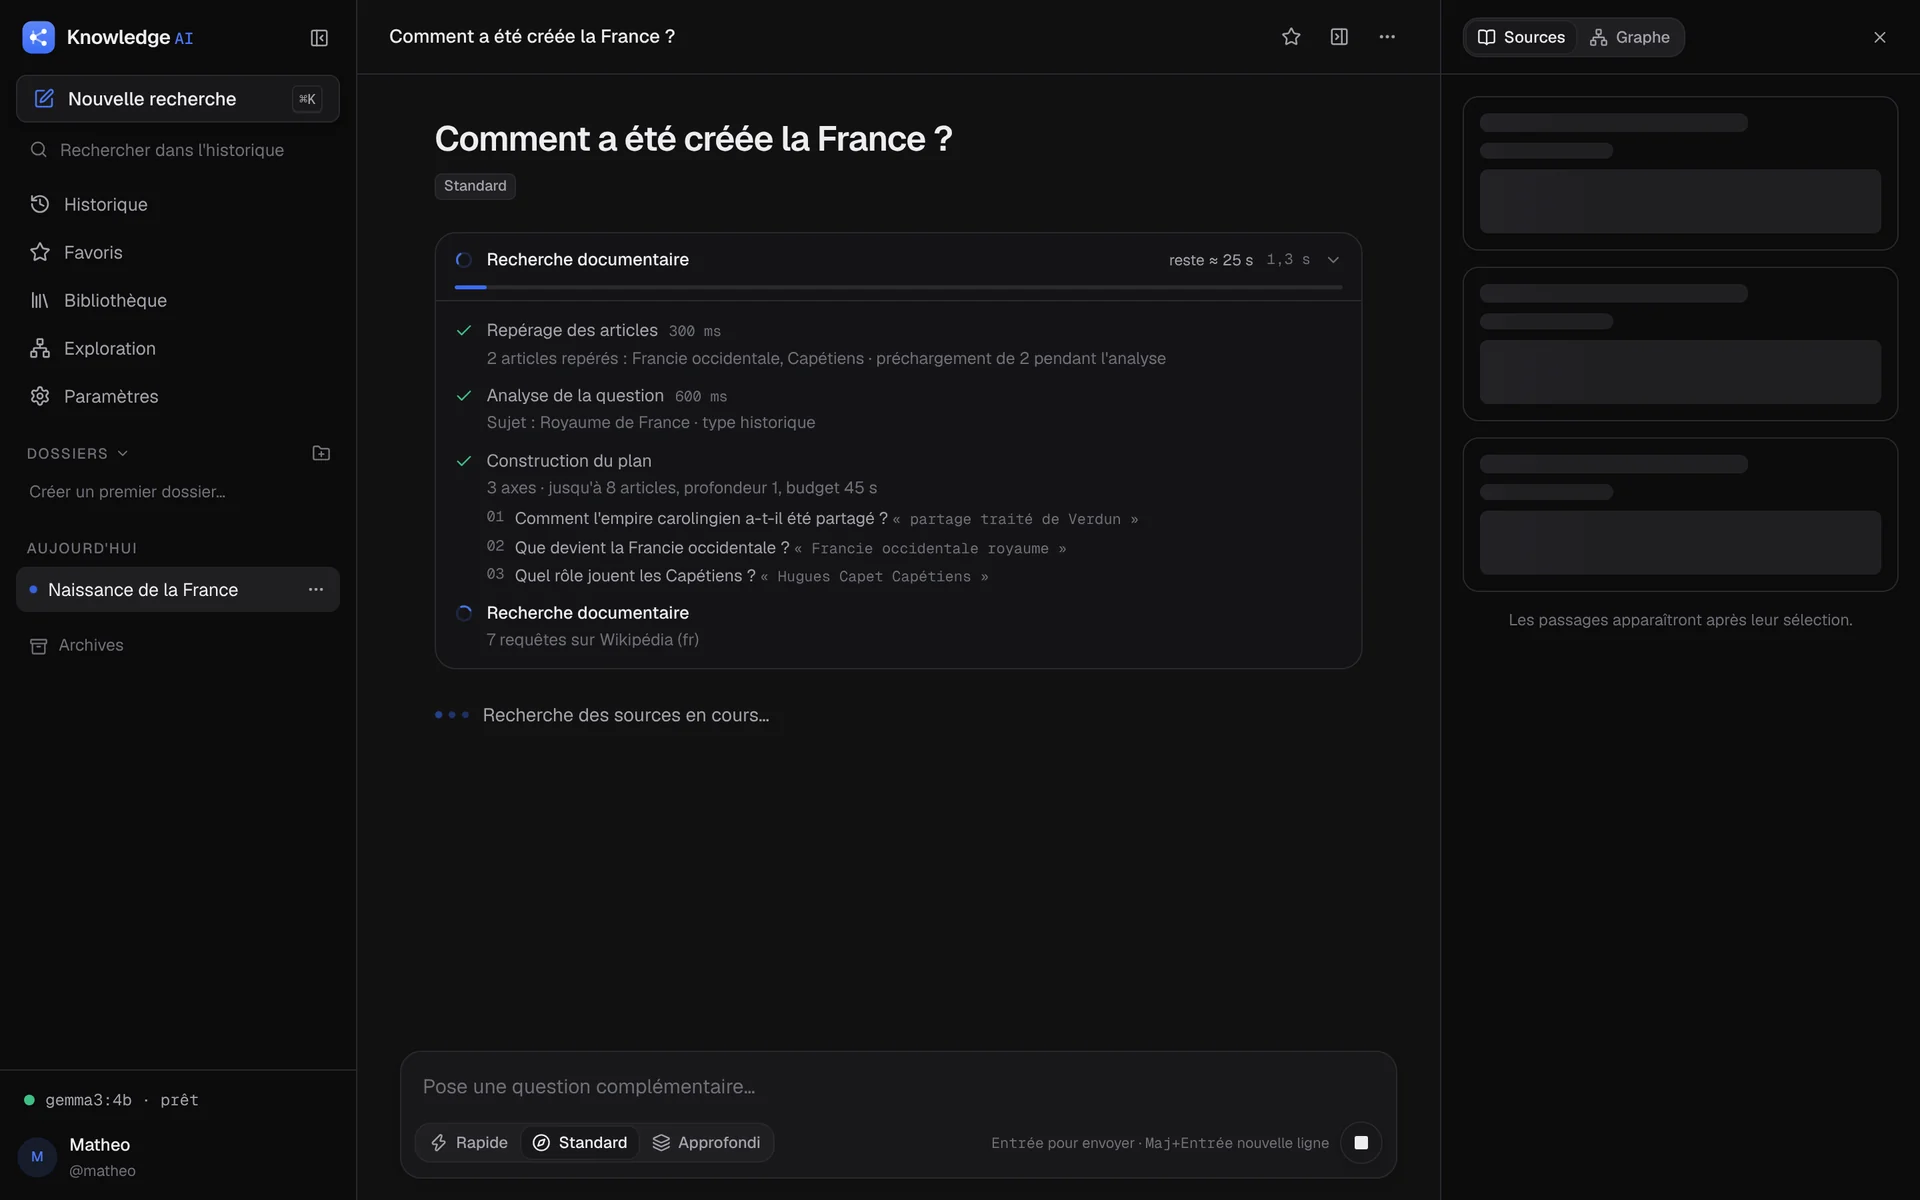 Knowledge AI
Nouvelle recherche ⌘K
Rechercher dans l'historique
Historique
Favoris
Bibliothèque
Exploration
Paramètres
DOSSIERS
Créer un premier dossier…
AUJOURD'HUI
Naissance de la France
Archives
gemma3:4b · prêt
M
Matheo
@matheo
Comment a été créée la France ?
Comment a été créée la France ?
Standard
Recherche documentaire reste ≈ 25 s 1,3 s
Repérage des articles 300 ms
2 articles repérés : Francie occidentale, Capétiens · préchargement de 2 pendant l'analyse
Analyse de la question 600 ms
Sujet : Royaume de France · type historique
Construction du plan
3 axes · jusqu'à 8 articles, profondeur 1, budget 45 s
01 Comment l'empire carolingien a-t-il été partagé ? « partage traité de Verdun »
02 Que devient la Francie occidentale ? « Francie occidentale royaume »
03 Quel rôle jouent les Capétiens ? « Hugues Capet Capétiens »
Recherche documentaire
7 requêtes sur Wikipédia (fr)
Recherche des sources en cours…
Pose une question complémentaire…
Rapide Standard Approfondi
Entrée pour envoyer · Maj+Entrée nouvelle ligne
Sources Graphe
Les passages apparaîtront après leur sélection.